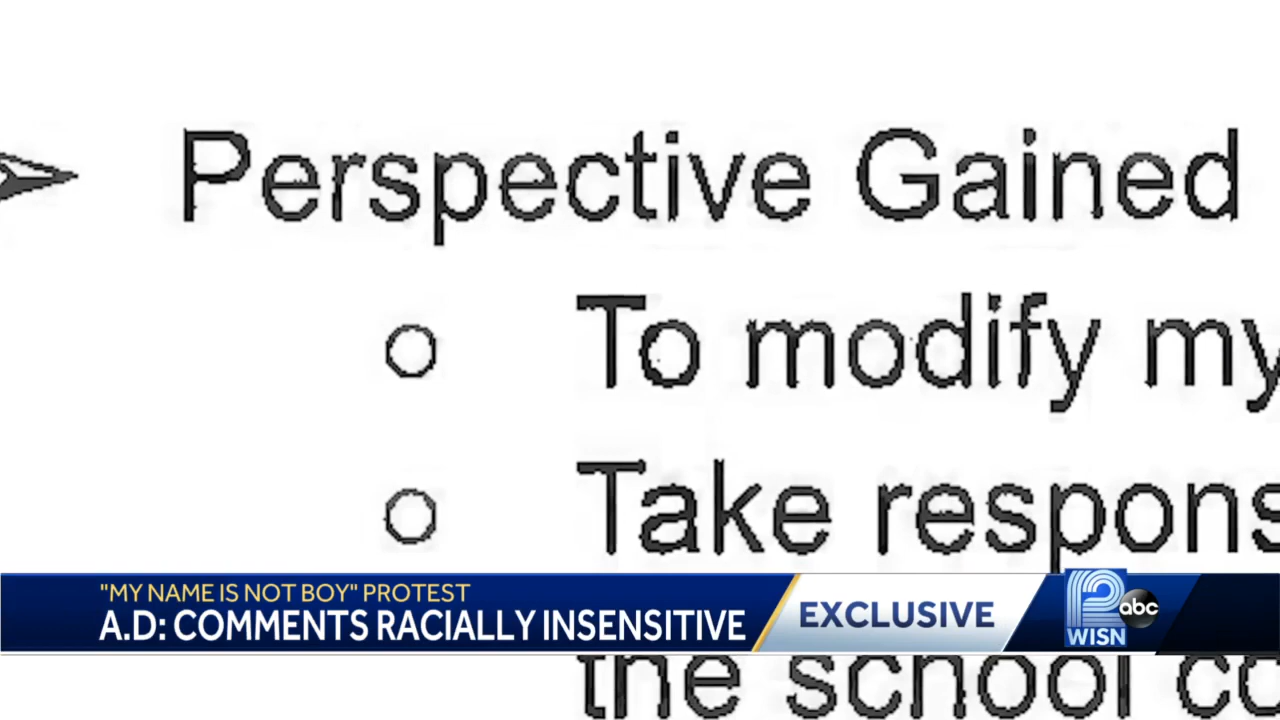 Perspective Gained
To modify my
Take respons
"MY NAME IS NOT BOY" PROTEST
A.D: COMMENTS RACIALLY INSENSITIVE
EXCLUSIVE
12
abc
WISN
the school co